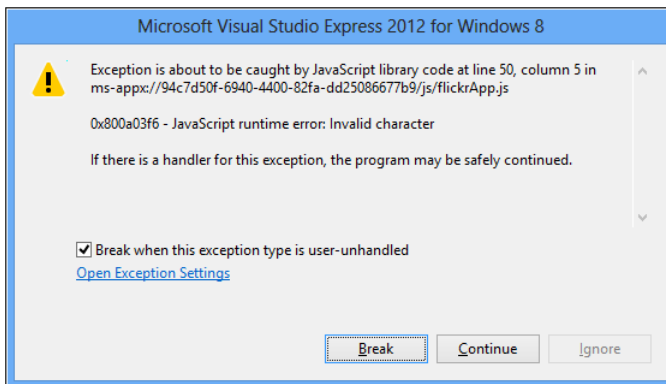 Microsoft Visual Studio Express 2012 for Windows 8
Exception is about to be caught by JavaScript library code at line 50, column 5 in
ms-appx://94c7d50f-6940-4400-82fa-dd25086677b9/js/flickrApp.js
0x800a03f6 - JavaScript runtime error: Invalid character
If there is a handler for this exception, the program may be safely continued.
Break when this exception type is user-unhandled
Open Exception Settings
Break Continue Ignore